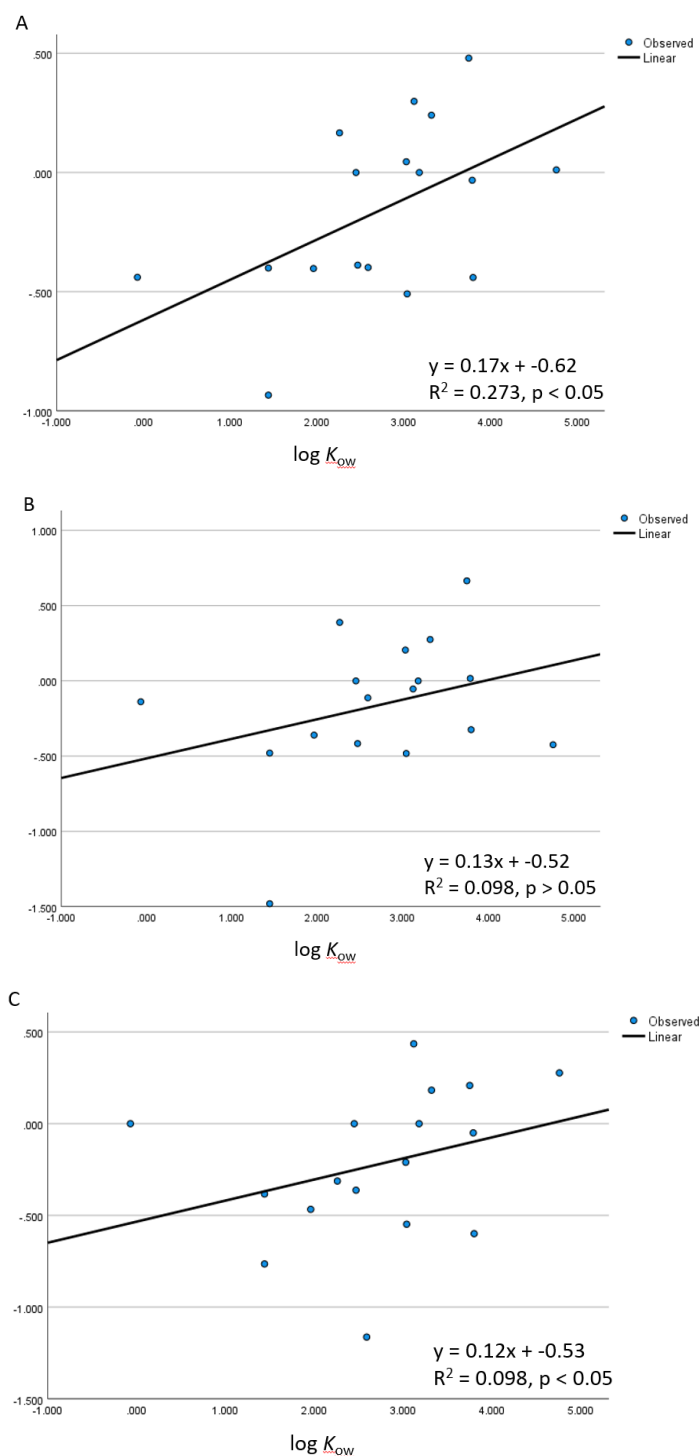 A
Observed
Linear
.500
.000
-.500
-1.000
-1.000 .000 1.000 2.000 3.000 4.000 5.000
y = 0.17x + -0.62
R² = 0.273, p < 0.05
log Kow
B
Observed
Linear
1.000
.500
.000
-.500
-1.000
-1.500
-1.000 .000 1.000 2.000 3.000 4.000 5.000
y = 0.13x + -0.52
R² = 0.098, p > 0.05
log Kow
C
Observed
Linear
.500
.000
-.500
-1.000
-1.500
-1.000 .000 1.000 2.000 3.000 4.000 5.000
y = 0.12x + -0.53
R² = 0.098, p < 0.05
log Kow